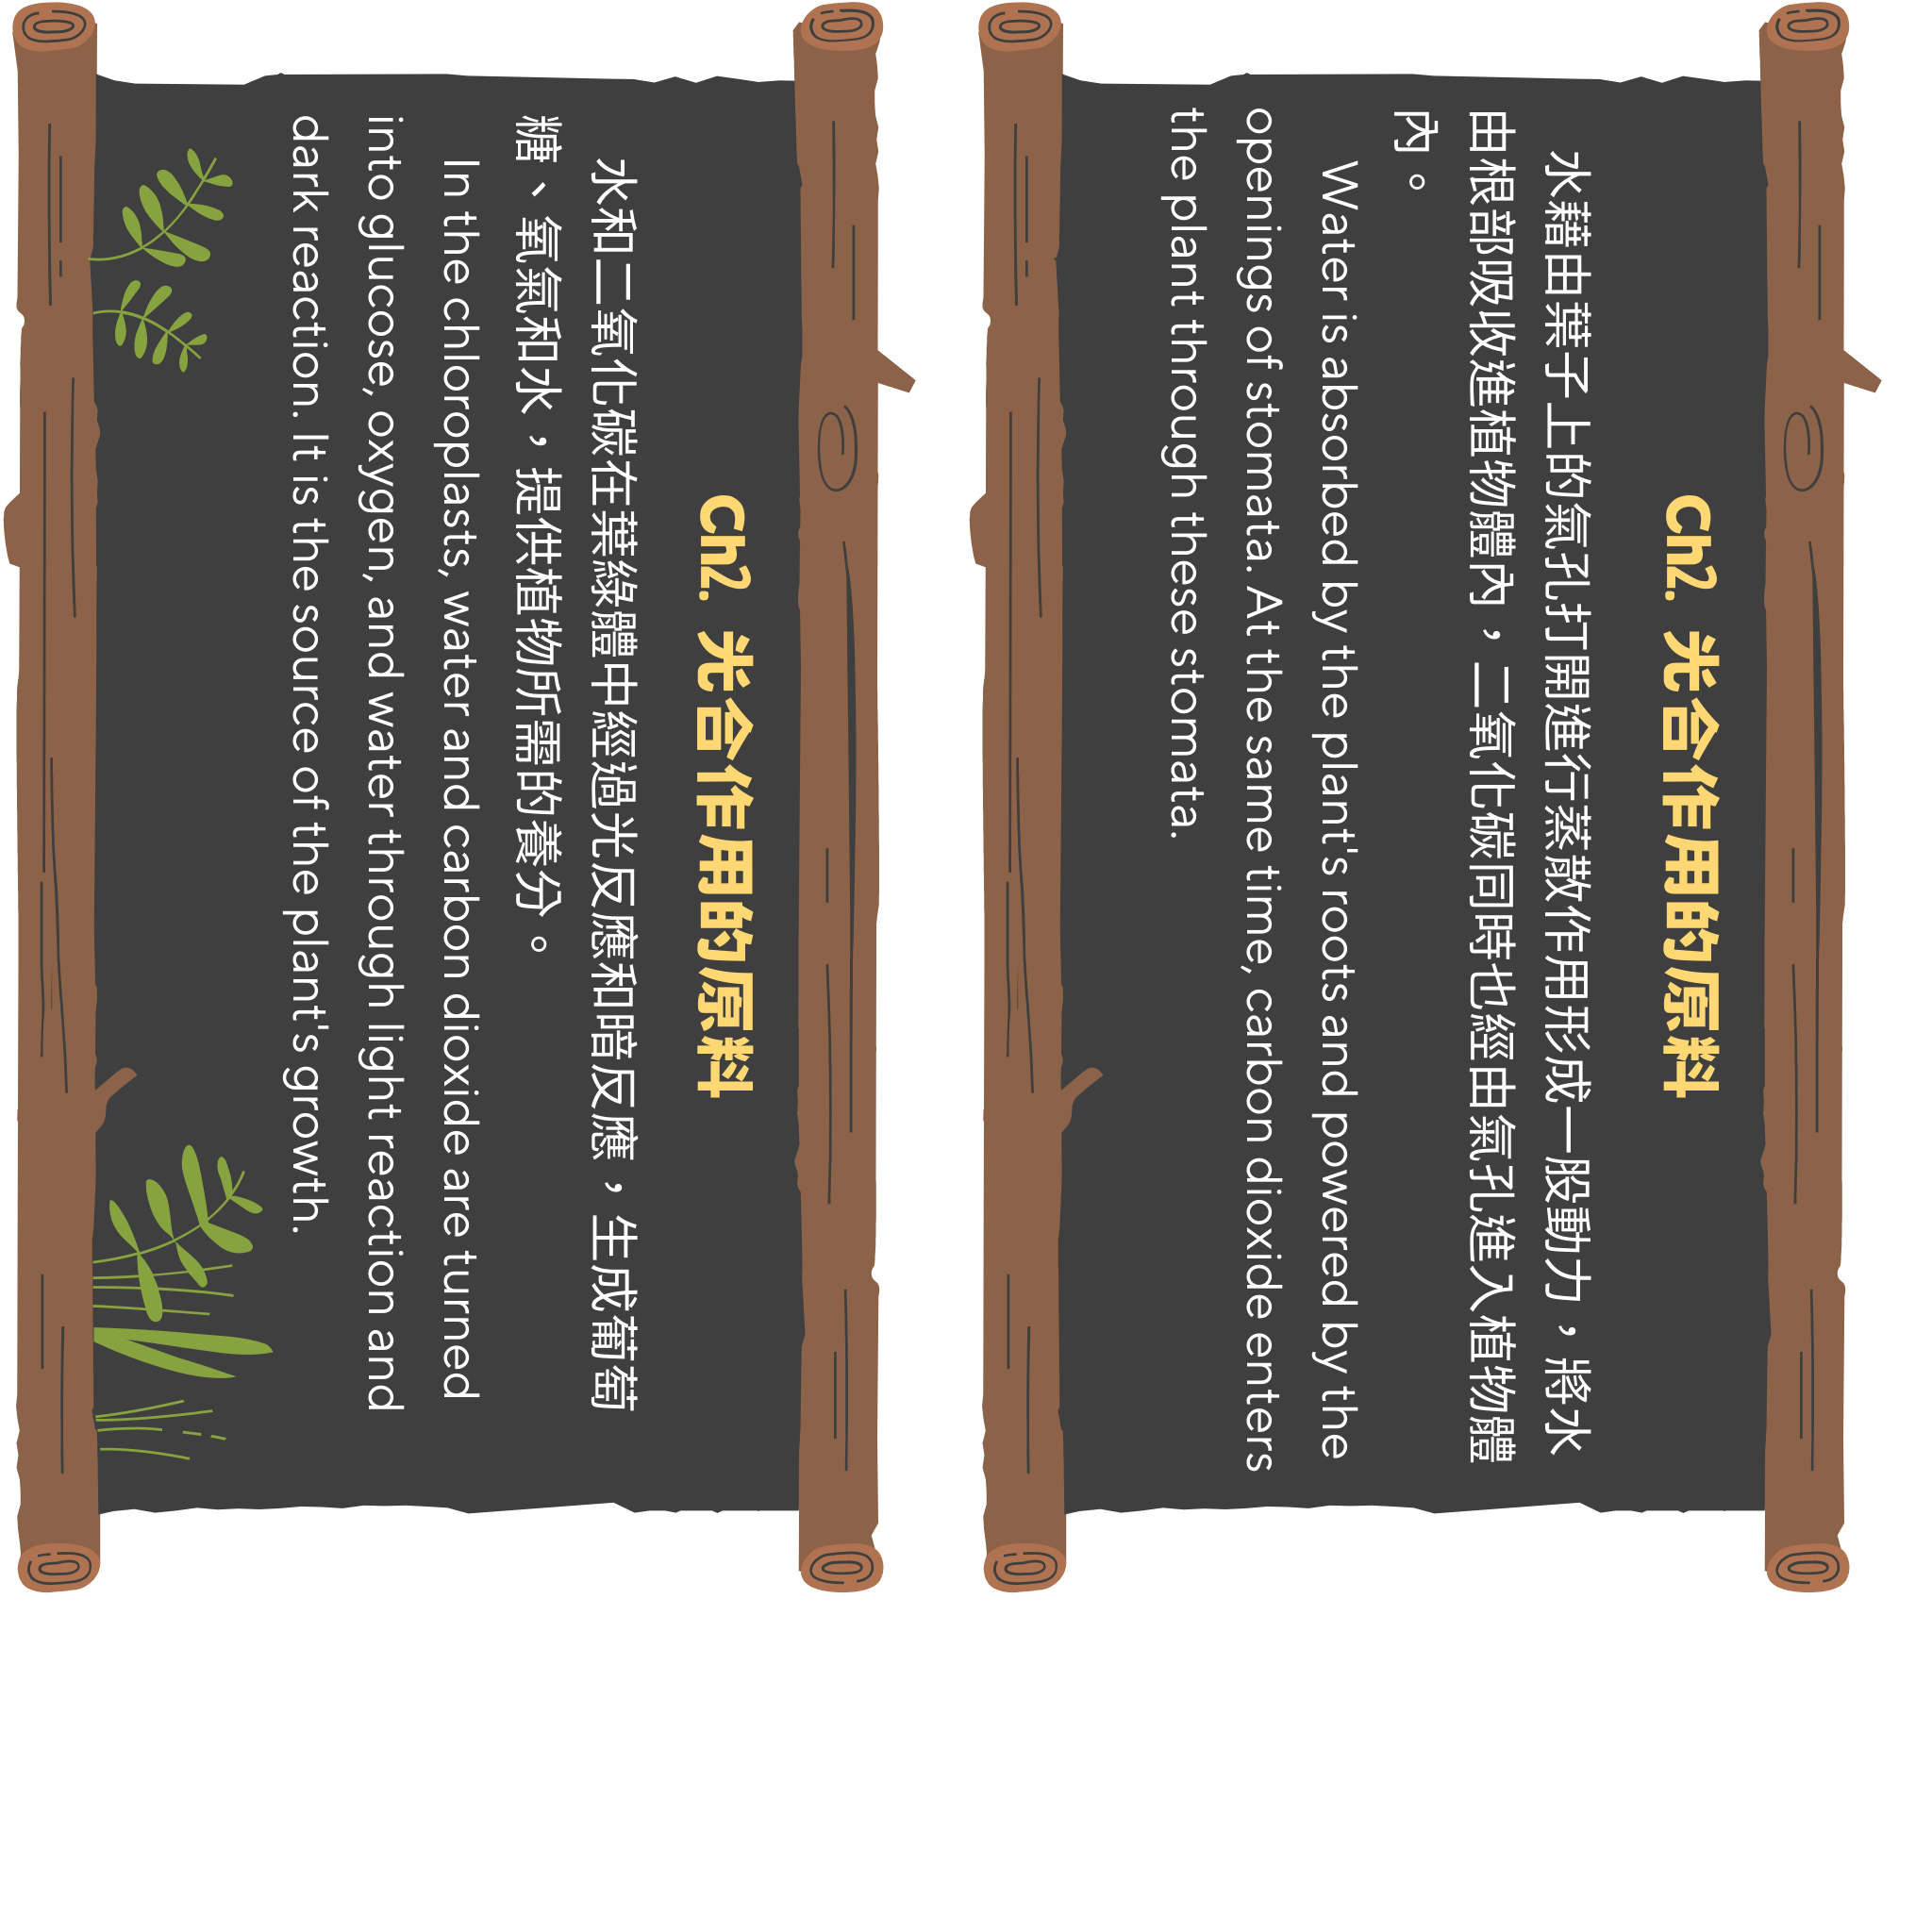 Ch2. 光合作用的原料
水藉由葉子上的氣孔打開進行蒸散作用形成一股動力，將水
由根部吸收進植物體內，二氧化碳同時也經由氣孔進入植物體
內。
Water is absorbed by the plant's roots and powered by the
openings of stomata. At the same time, carbon dioxide enters
the plant through these stomata.
Ch2. 光合作用的原料
水和二氧化碳在葉綠體中經過光反應和暗反應，生成葡萄
糖、氧氣和水，提供植物所需的養分。
In the chloroplasts, water and carbon dioxide are turned
into glucose, oxygen, and water through light reaction and
dark reaction. It is the source of the plant's growth.